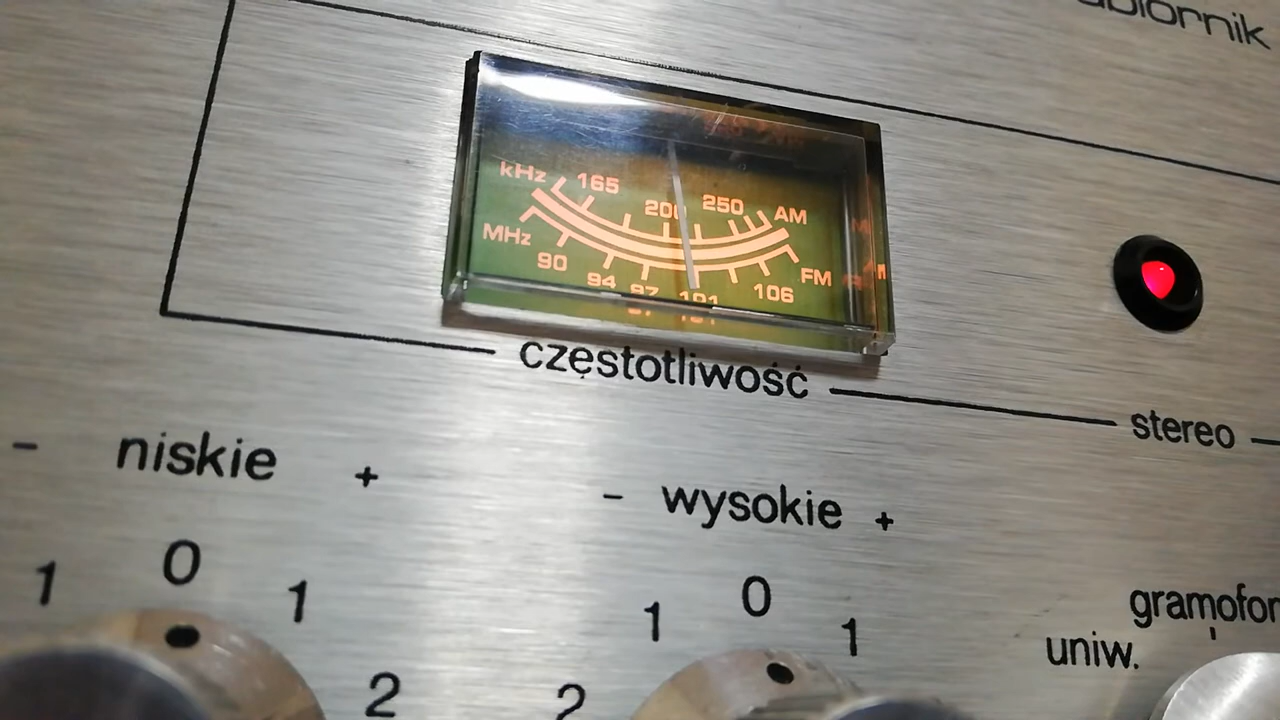 kHz 165 200 250 AM
MHz 90 94 97 101 106 FM
częstotliwość
stereo
- niskie +
- wysokie +
1 0 1 2
2 1 0 1
gramofon
uniw.